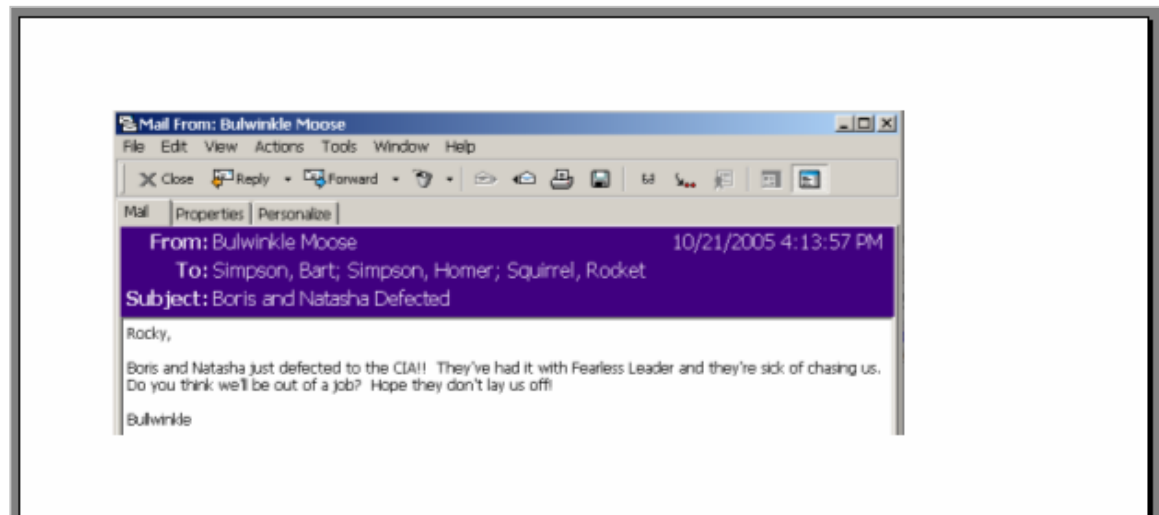 Mail From: Bulwinkle Moose
File Edit View Actions Tools Window Help
Close Reply Forward
Mail Properties Personalize
From: Bulwinkle Moose 10/21/2005 4:13:57 PM
To: Simpson, Bart; Simpson, Homer; Squirrel, Rocket
Subject: Boris and Natasha Defected
Rocky,
Boris and Natasha just defected to the CIA!! They've had it with Fearless Leader and they're sick of chasing us.
Do you think we'll be out of a job? Hope they don't lay us off!
Bullwinkle